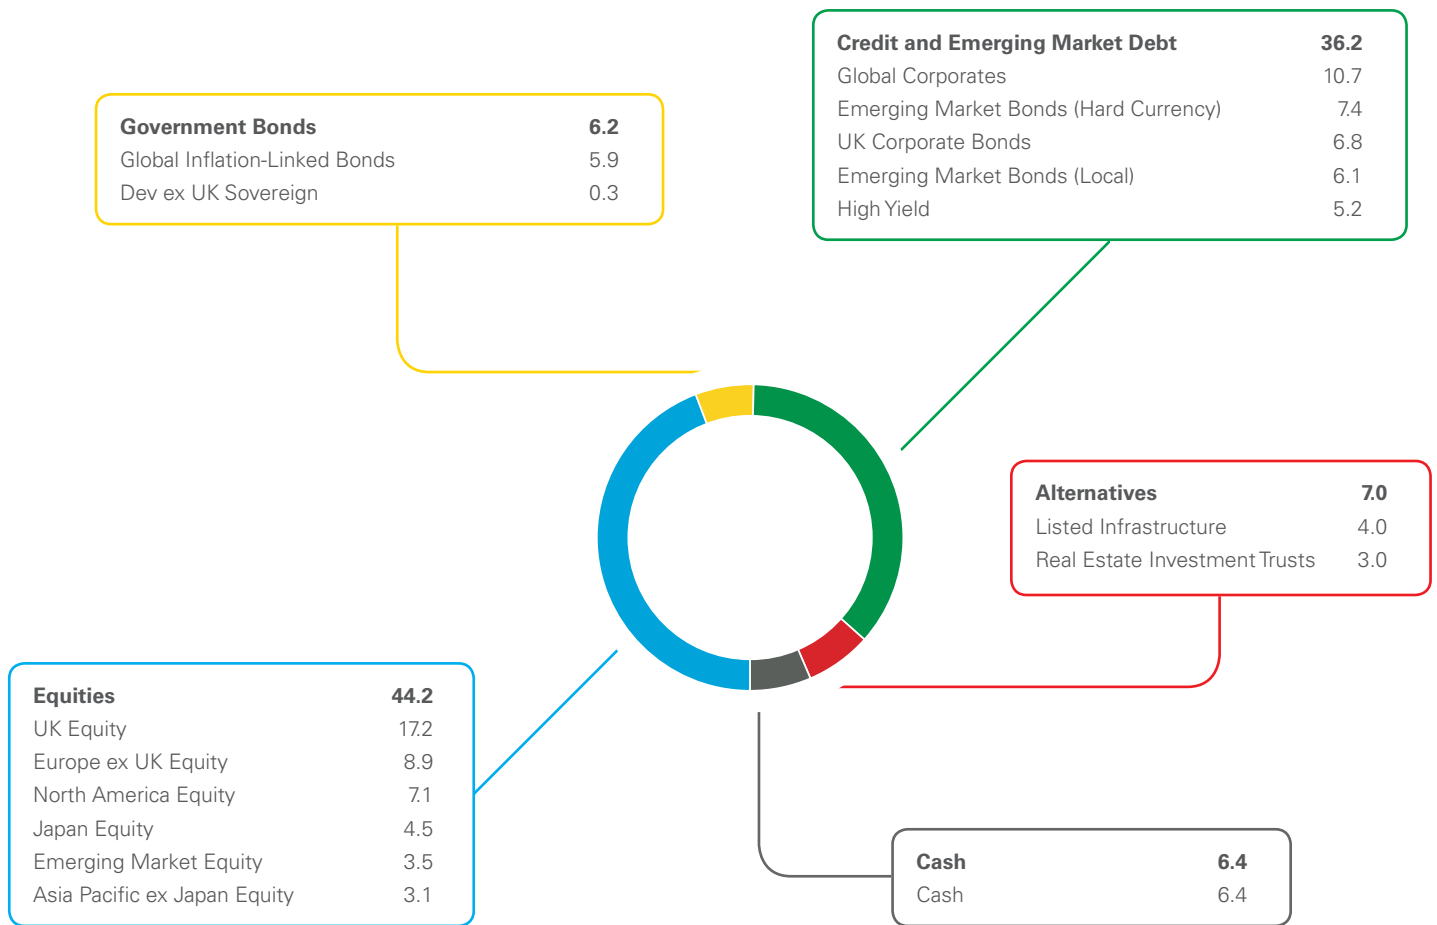 Government Bonds 6.2
Global Inflation-Linked Bonds 5.9
Dev ex UK Sovereign 0.3
Credit and Emerging Market Debt 36.2
Global Corporates 10.7
Emerging Market Bonds (Hard Currency) 7.4
UK Corporate Bonds 6.8
Emerging Market Bonds (Local) 6.1
High Yield 5.2
Alternatives 7.0
Listed Infrastructure 4.0
Real Estate Investment Trusts 3.0
Equities 44.2
UK Equity 17.2
Europe ex UK Equity 8.9
North America Equity 7.1
Japan Equity 4.5
Emerging Market Equity 3.5
Asia Pacific ex Japan Equity 3.1
Cash 6.4
Cash 6.4